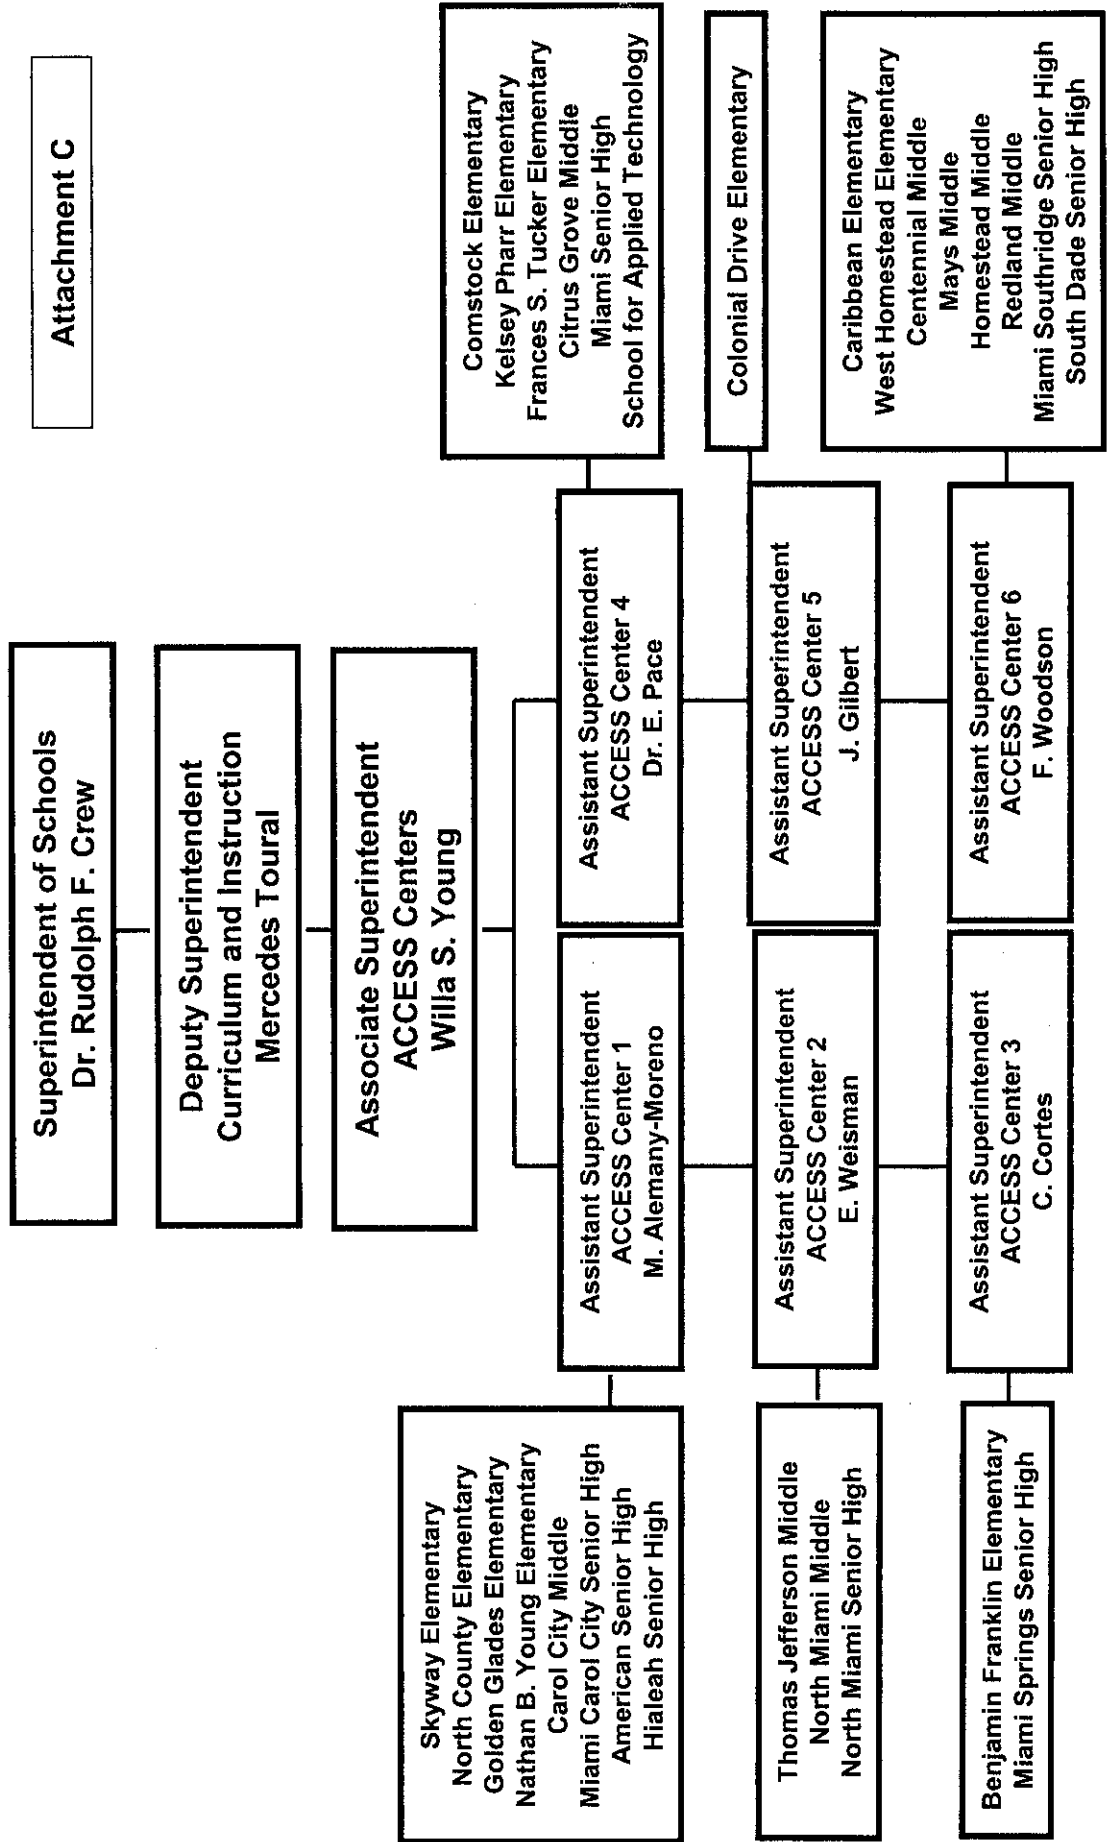 Attachment C
Superintendent of Schools
Dr. Rudolph F. Crew
Deputy Superintendent
Curriculum and Instruction
Mercedes Toural
Associate Superintendent
ACCESS Centers
Willa S. Young
Skyway Elementary
North County Elementary
Golden Glades Elementary
Nathan B. Young Elementary
Carol City Middle
Miami Carol City Senior High
American Senior High
Hialeah Senior High
Assistant Superintendent
ACCESS Center 1
M. Alemany-Moreno
Assistant Superintendent
ACCESS Center 4
Dr. E. Pace
Comstock Elementary
Kelsey Pharr Elementary
Frances S. Tucker Elementary
Citrus Grove Middle
Miami Senior High
School for Applied Technology
Thomas Jefferson Middle
North Miami Middle
North Miami Senior High
Assistant Superintendent
ACCESS Center 2
E. Weisman
Assistant Superintendent
ACCESS Center 5
J. Gilbert
Colonial Drive Elementary
Benjamin Franklin Elementary
Miami Springs Senior High
Assistant Superintendent
ACCESS Center 3
C. Cortes
Assistant Superintendent
ACCESS Center 6
F. Woodson
Caribbean Elementary
West Homestead Elementary
Centennial Middle
Mays Middle
Homestead Middle
Redland Middle
Miami Southridge Senior High
South Dade Senior High